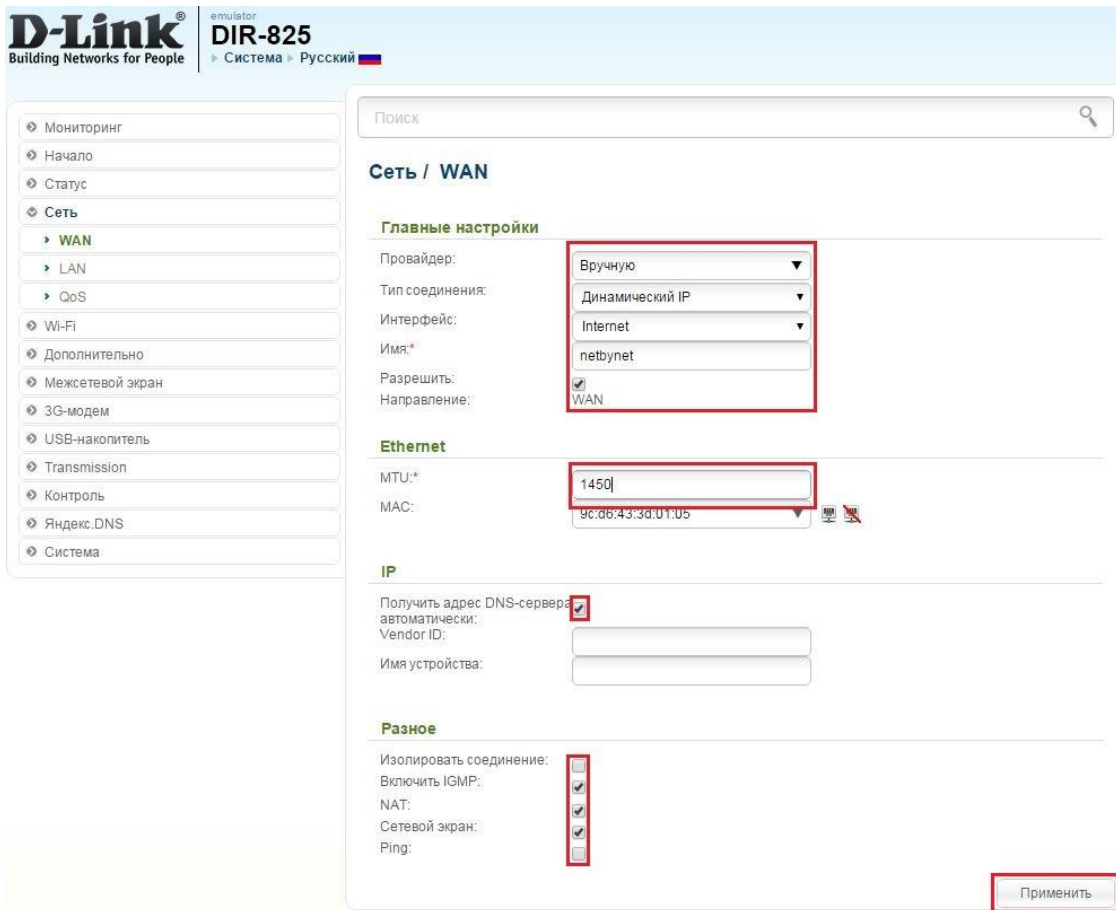 D-Link®
Building Networks for People
emulator
DIR-825
Система Русский
Мониторинг
Начало
Статус
Сеть
WAN
LAN
QoS
Wi-Fi
Дополнительно
Межсетевой экран
3G-модем
USB-накопитель
Transmission
Контроль
Яндекс.DNS
Система
Поиск
Сеть / WAN
Главные настройки
Провайдер: Вручную
Тип соединения: Динамический IP
Интерфейс: Internet
Имя:* netbynet
Разрешить:
Направление: WAN
Ethernet
MTU:* 1450
MAC: 9c:d6:43:3d:01:05
IP
Получить адрес DNS-сервера
автоматически:
Vendor ID:
Имя устройства:
Разное
Изолировать соединение:
Включить IGMP:
NAT:
Сетевой экран:
Ping:
Применить